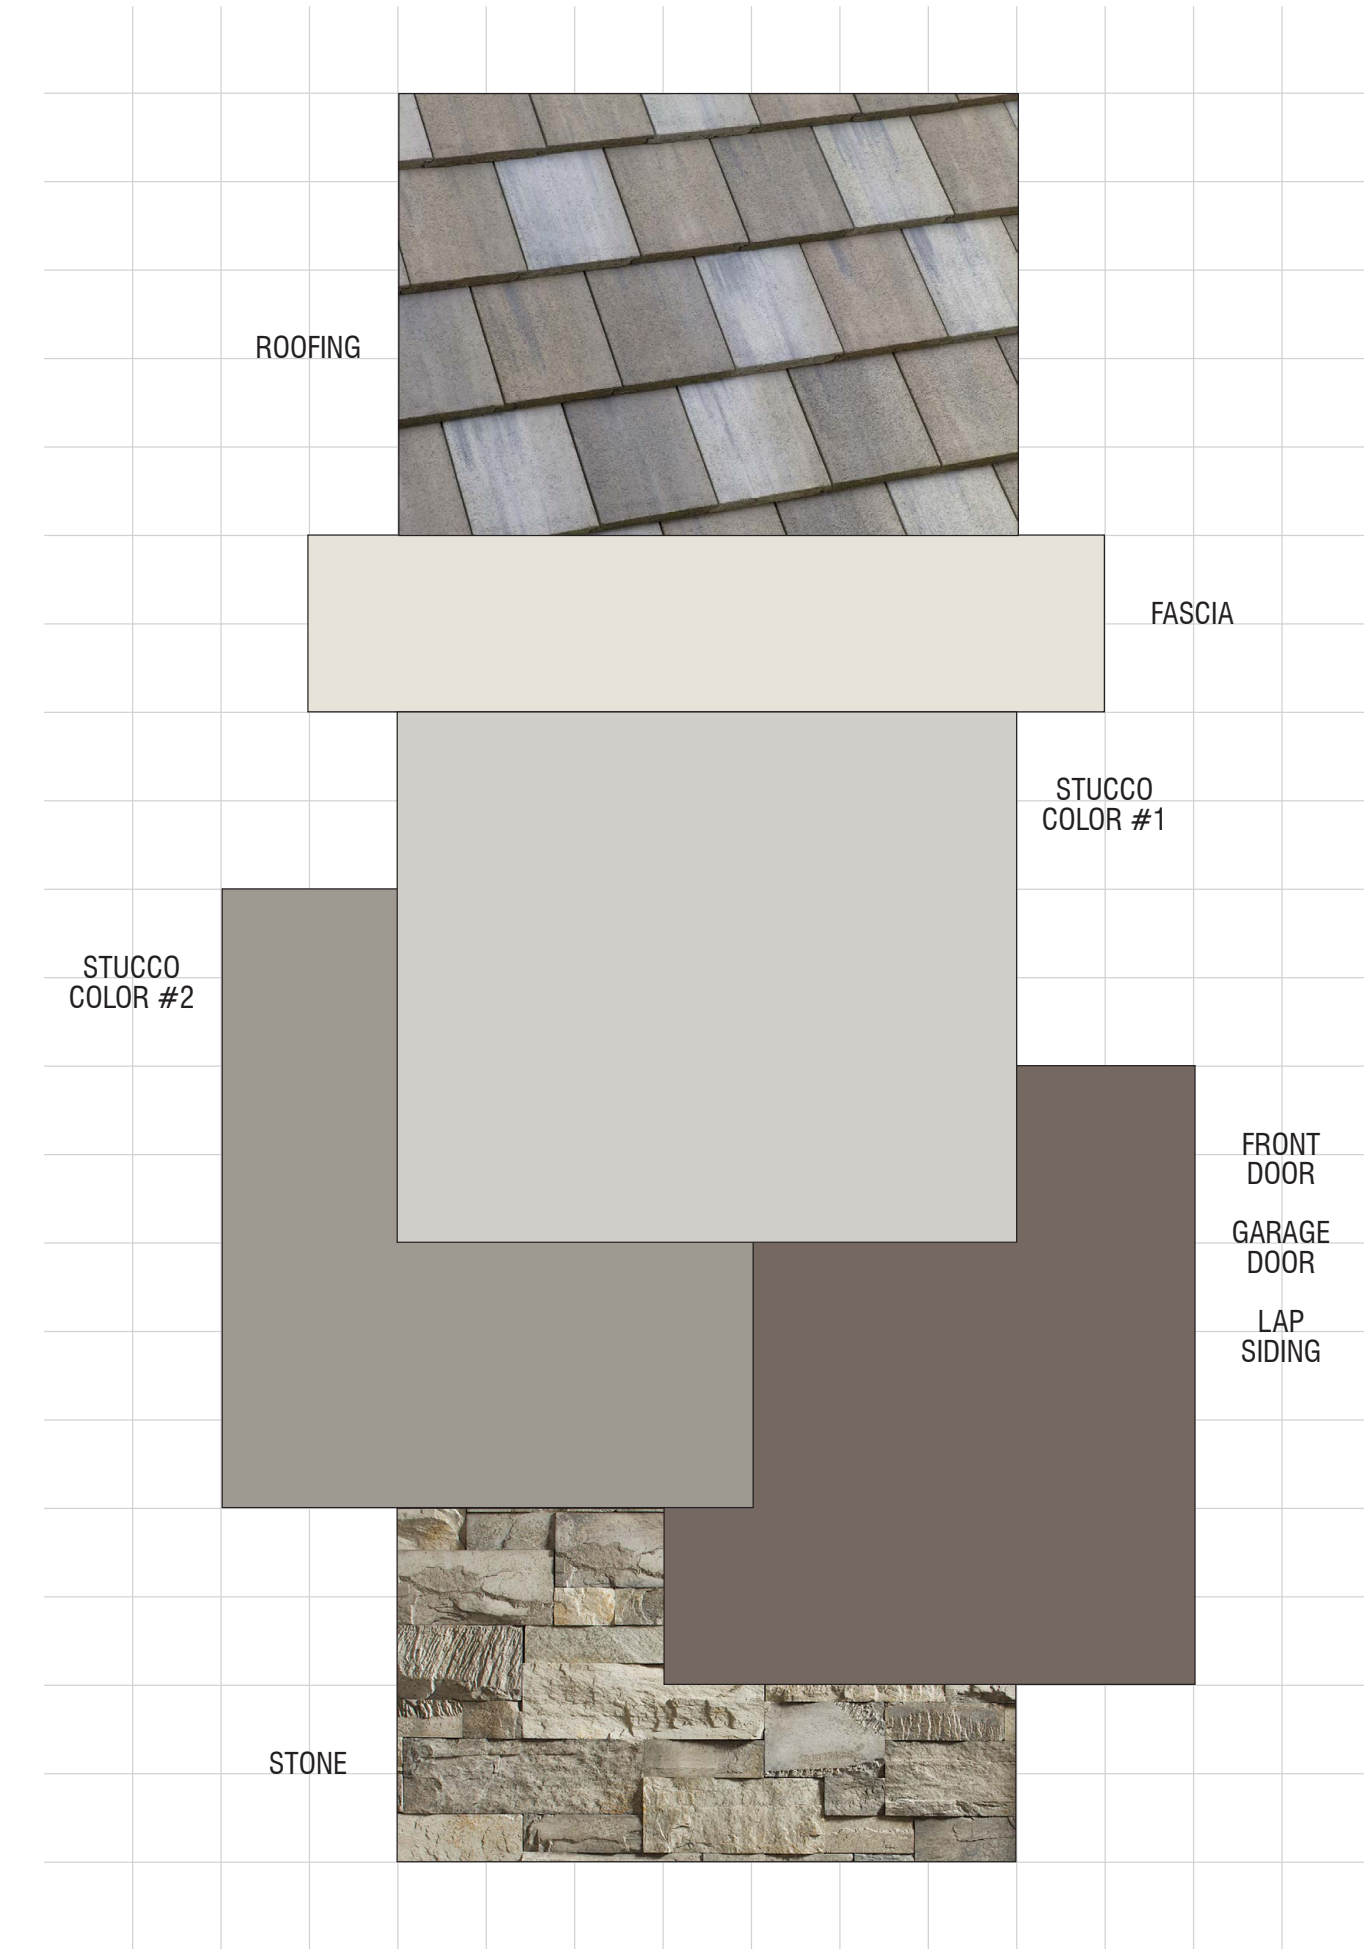 ROOFING
FASCIA
STUCCO
COLOR #1
STUCCO
COLOR #2
FRONT
DOOR
GARAGE
DOOR
LAP
SIDING
STONE